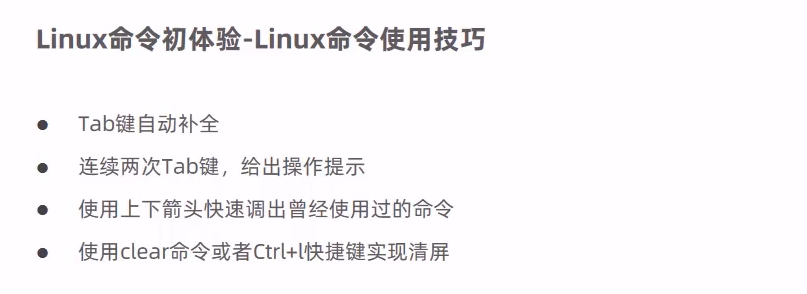 Linux命令初体验-Linux命令使用技巧
● Tab键自动补全
● 连续两次Tab键，给出操作提示
● 使用上下箭头快速调出曾经使用过的命令
● 使用clear命令或者Ctrl+l快捷键实现清屏